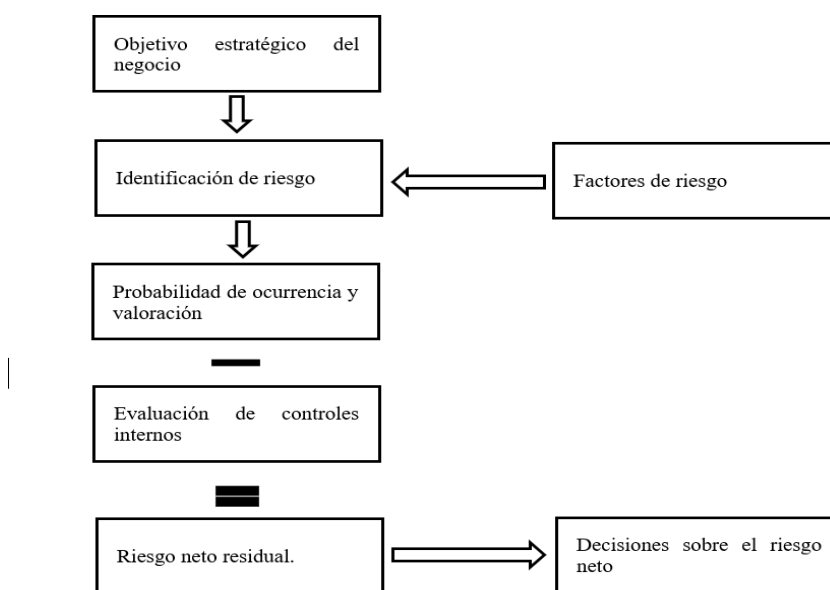 Objetivo estratégico del
negocio
Identificación de riesgo
Factores de riesgo
Probabilidad de ocurrencia y
valoración
Evaluación de controles
internos
Riesgo neto residual.
Decisiones sobre el riesgo
neto